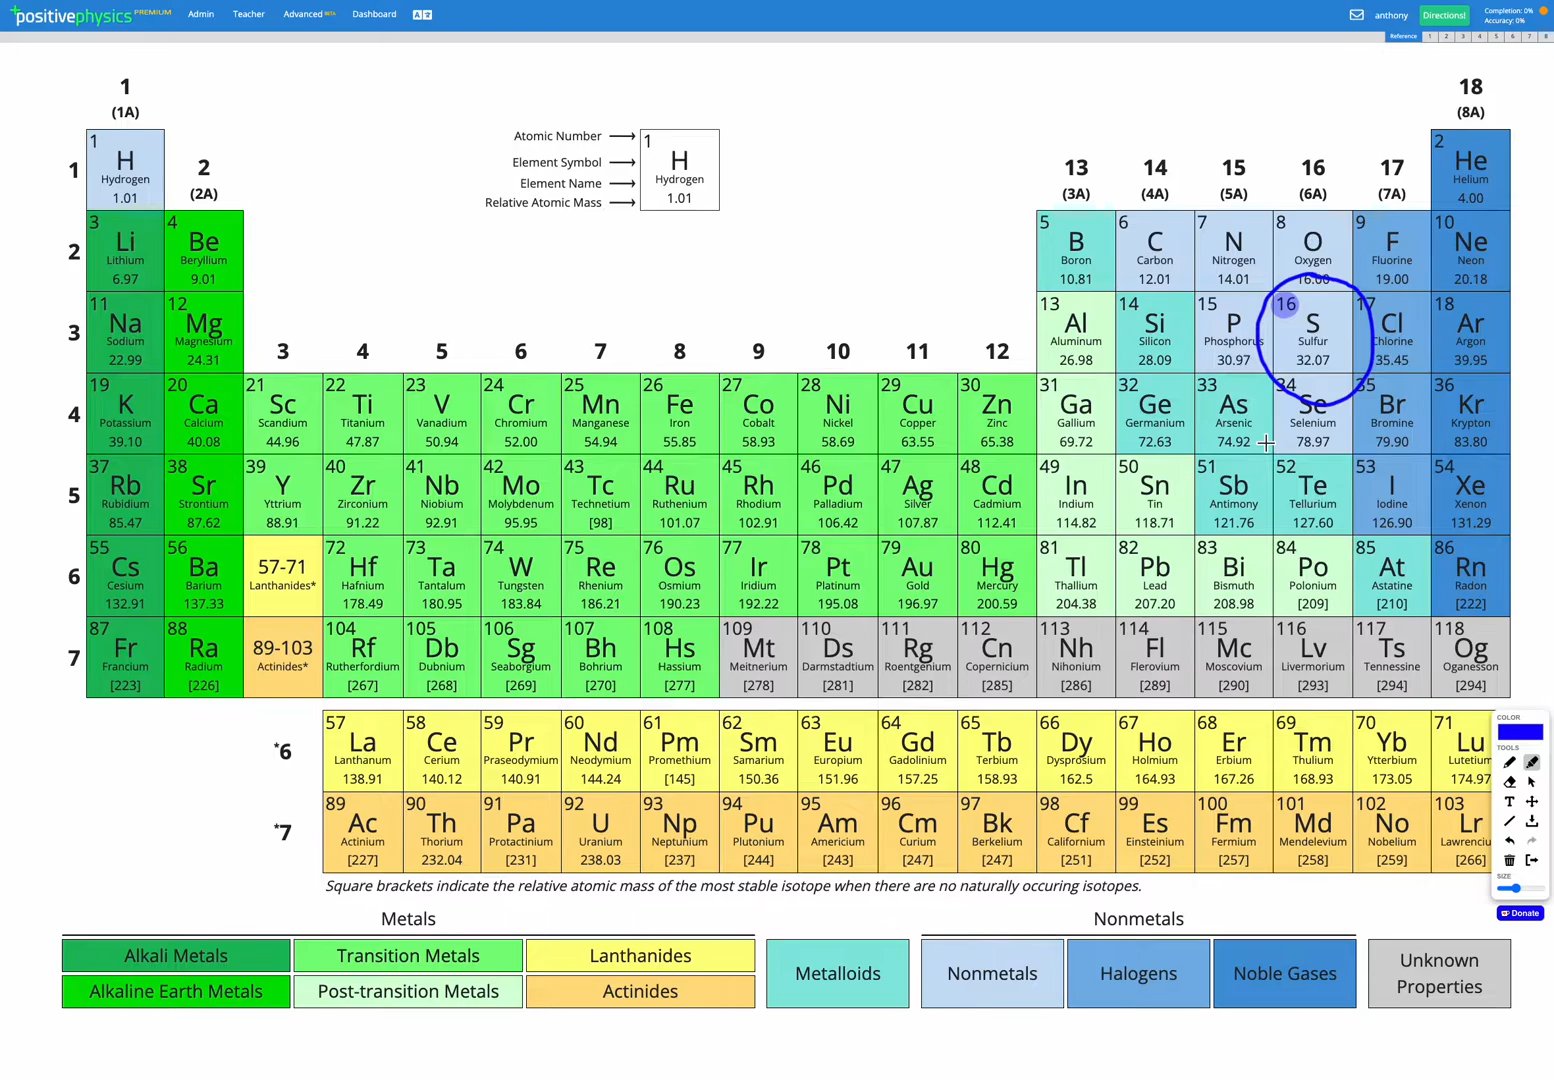 positivephysics PREMIUM Admin Teacher Advanced BETA Dashboard anthony Directions! Completion: 0%
Accuracy: 0%
Reference 1 2 3 4 5 6 7 8
1 18
(1A) (8A)
Atomic Number 1
Element Symbol H
Element Name Hydrogen
Relative Atomic Mass 1.01
2 13 14 15 16 17
(2A) (3A) (4A) (5A) (6A) (7A)
3 4 5 6 7 8 9 10 11 12
1
1 2
H He
Hydrogen Helium
1.01 4.00
2
3 4 5 6 7 8 9 10
Li Be B C N O F Ne
Lithium Beryllium Boron Carbon Nitrogen Oxygen Fluorine Neon
6.97 9.01 10.81 12.01 14.01 16.00 19.00 20.18
3
11 12 13 14 15 16 17 18
Na Mg Al Si P S Cl Ar
Sodium Magnesium Aluminum Silicon Phosphorus Sulfur Chlorine Argon
22.99 24.31 26.98 28.09 30.97 32.07 35.45 39.95
4
19 20 21 22 23 24 25 26 27 28 29 30 31 32 33 34 35 36
K Ca Sc Ti V Cr Mn Fe Co Ni Cu Zn Ga Ge As Se Br Kr
Potassium Calcium Scandium Titanium Vanadium Chromium Manganese Iron Cobalt Nickel Copper Zinc Gallium Germanium Arsenic Selenium Bromine Krypton
39.10 40.08 44.96 47.87 50.94 52.00 54.94 55.85 58.93 58.69 63.55 65.38 69.72 72.63 74.92 78.97 79.90 83.80
5
37 38 39 40 41 42 43 44 45 46 47 48 49 50 51 52 53 54
Rb Sr Y Zr Nb Mo Tc Ru Rh Pd Ag Cd In Sn Sb Te I Xe
Rubidium Strontium Yttrium Zirconium Niobium Molybdenum Technetium Ruthenium Rhodium Palladium Silver Cadmium Indium Tin Antimony Tellurium Iodine Xenon
85.47 87.62 88.91 91.22 92.91 95.95 [98] 101.07 102.91 106.42 107.87 112.41 114.82 118.71 121.76 127.60 126.90 131.29
6
55 56 57-71 72 73 74 75 76 77 78 79 80 81 82 83 84 85 86
Cs Ba Hf Ta W Re Os Ir Pt Au Hg Tl Pb Bi Po At Rn
Cesium Barium Lanthanides* Hafnium Tantalum Tungsten Rhenium Osmium Iridium Platinum Gold Mercury Thallium Lead Bismuth Polonium Astatine Radon
132.91 137.33 178.49 180.95 183.84 186.21 190.23 192.22 195.08 196.97 200.59 204.38 207.20 208.98 [209] [210] [222]
7
87 88 89-103 104 105 106 107 108 109 110 111 112 113 114 115 116 117 118
Fr Ra Rf Db Sg Bh Hs Mt Ds Rg Cn Nh Fl Mc Lv Ts Og
Francium Radium Actinides* Rutherfordium Dubnium Seaborgium Bohrium Hassium Meitnerium Darmstadtium Roentgenium Copernicium Nihonium Flerovium Moscovium Livermorium Tennessine Oganesson
[223] [226] [267] [268] [269] [270] [277] [278] [281] [282] [285] [286] [289] [290] [293] [294] [294]
*6
57 58 59 60 61 62 63 64 65 66 67 68 69 70 71
La Ce Pr Nd Pm Sm Eu Gd Tb Dy Ho Er Tm Yb Lu
Lanthanum Cerium Praseodymium Neodymium Promethium Samarium Europium Gadolinium Terbium Dysprosium Holmium Erbium Thulium Ytterbium Lutetium
138.91 140.12 140.91 144.24 [145] 150.36 151.96 157.25 158.93 162.5 164.93 167.26 168.93 173.05 174.97
*7
89 90 91 92 93 94 95 96 97 98 99 100 101 102 103
Ac Th Pa U Np Pu Am Cm Bk Cf Es Fm Md No Lr
Actinium Thorium Protactinium Uranium Neptunium Plutonium Americium Curium Berkelium Californium Einsteinium Fermium Mendelevium Nobelium Lawrenciu
[227] 232.04 [231] 238.03 [237] [244] [243] [247] [247] [251] [252] [257] [258] [259] [266]
Square brackets indicate the relative atomic mass of the most stable isotope when there are no naturally occuring isotopes.
Metals Nonmetals
Alkali Metals Transition Metals Lanthanides
Alkaline Earth Metals Post-transition Metals Actinides
Metalloids Nonmetals Halogens Noble Gases Unknown
Properties
COLOR
TOOLS
T
SIZE
Donate